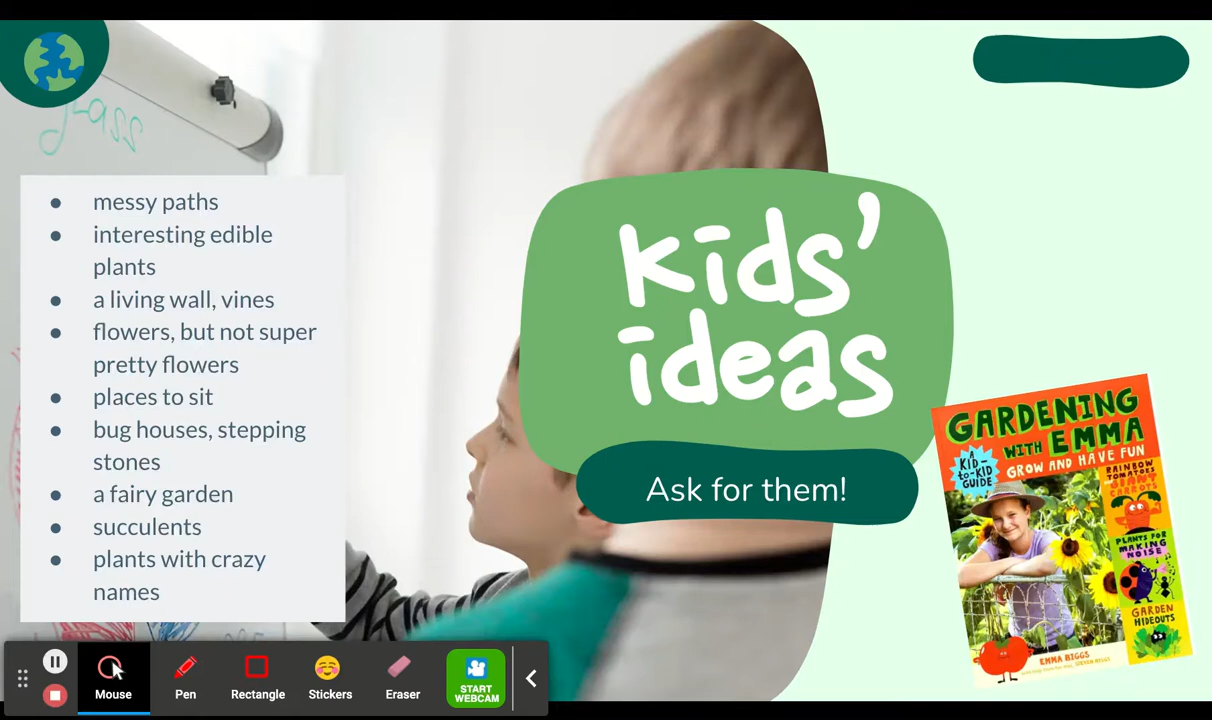 grass
messy paths
interesting edible
plants
a living wall, vines
flowers, but not super
pretty flowers
places to sit
bug houses, stepping
stones
a fairy garden
succulents
plants with crazy
names
kids'
ideas
Ask for them!
GARDENING
WITH EMMA
GROW AND HAVE FUN
A
KID-
to-KID
GUIDE
RAINBOW
TOMATOES
GIANT
CARROTS
PLANTS FOR
MAKING
NOISE
GARDEN
HIDEOUTS
EMMA BIGGS
Mouse
Pen
Rectangle
Stickers
Eraser
START
WEBCAM